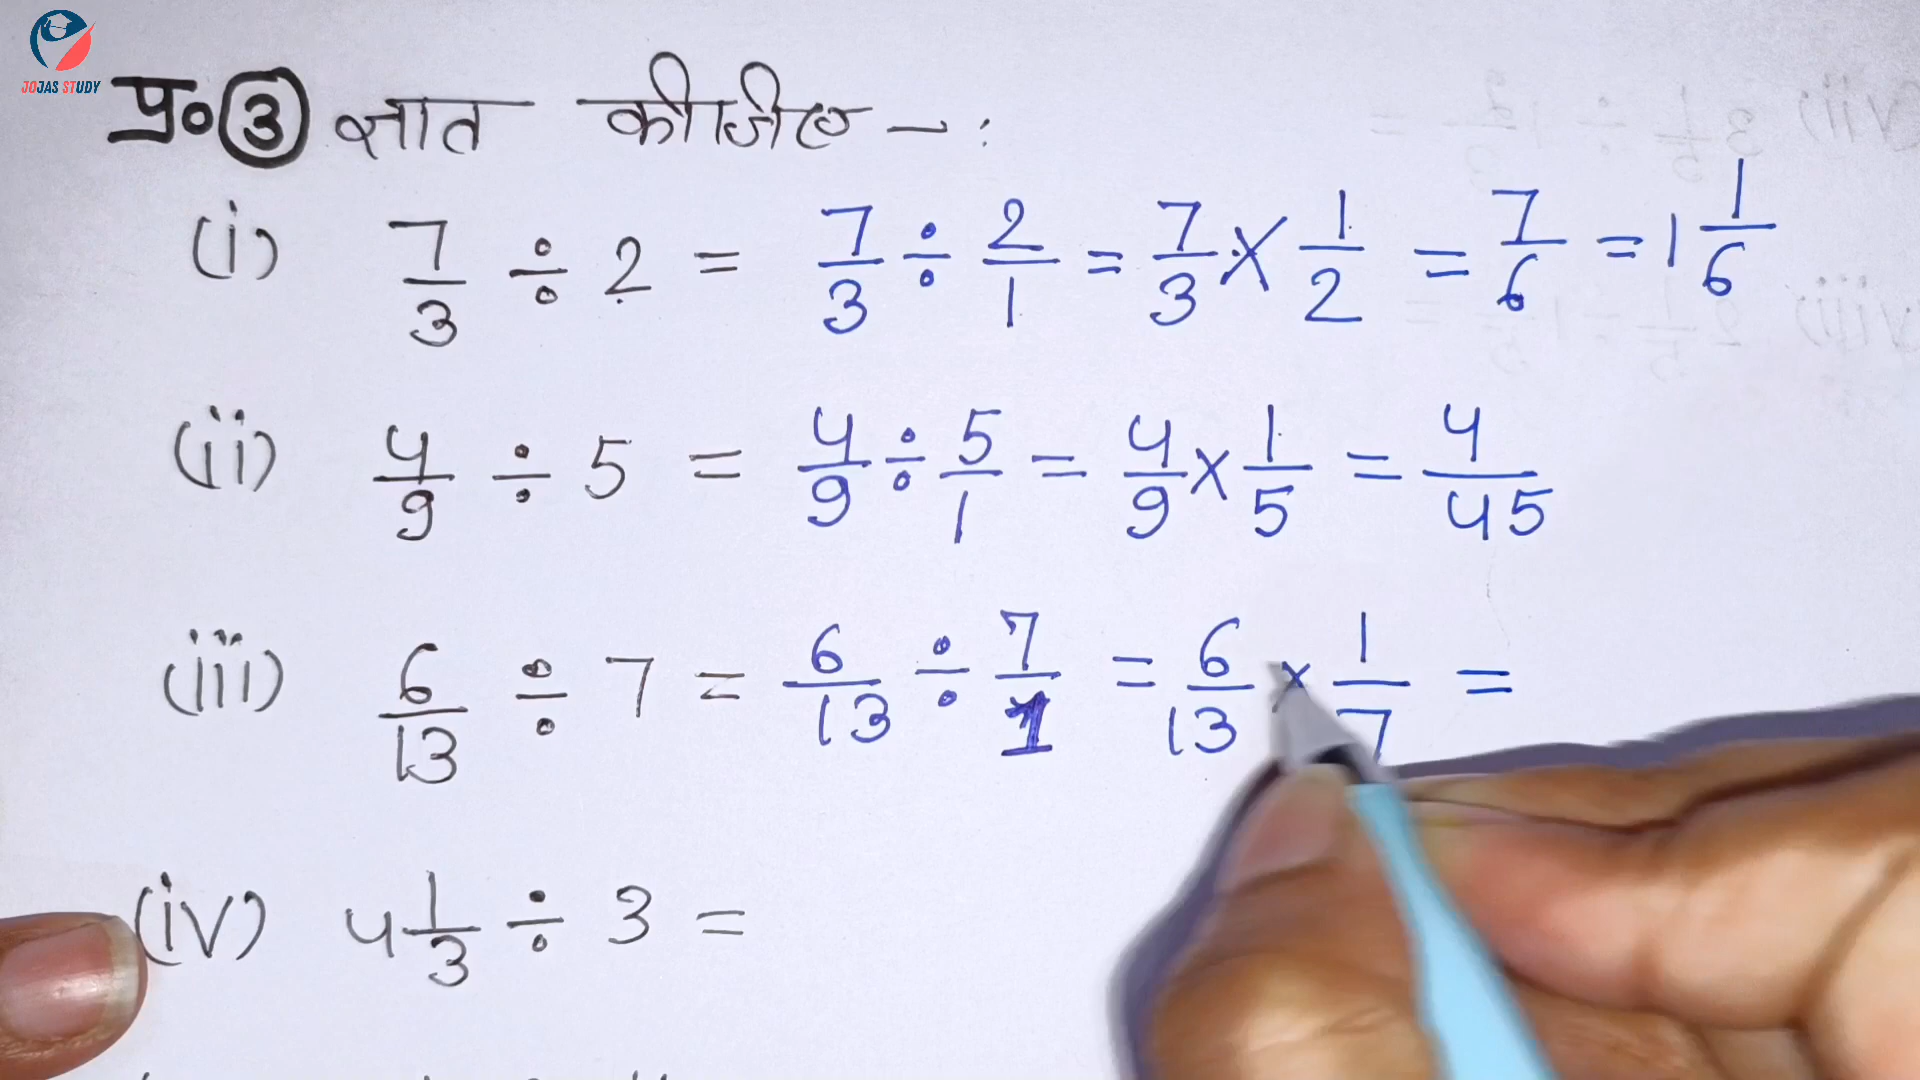 JOJAS STUDY
प्र० ③ ज्ञात कीजिए -:
(i) 7/3 ÷ 2 = 7/3 ÷ 2/1 = 7/3 × 1/2 = 7/6 = 1 1/6
(ii) 4/9 ÷ 5 = 4/9 ÷ 5/1 = 4/9 × 1/5 = 4/45
(iii) 6/13 ÷ 7 = 6/13 ÷ 7/1 = 6/13 × 1/7 =
(iv) 4 1/3 ÷ 3 =